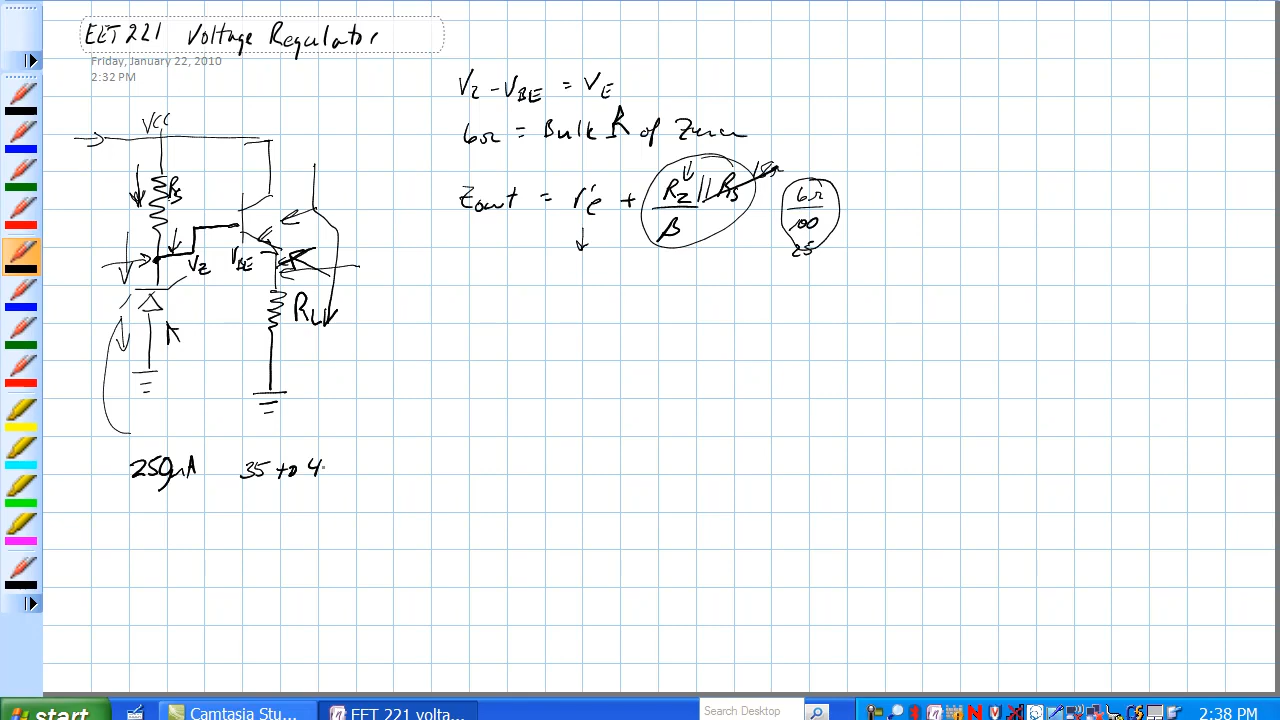 EET 221 Voltage Regulator
Friday, January 22, 2010
2:32 PM
VZ - VBE = VE
6Ω = Bulk R of Zener
Zout = r'e + RZ // RS
β
6Ω
100
25
VCC
RS
VZ
VBE
RL
35 to 4
Search Desktop
start
Camtasia Stu...
EET 221 volta...
2:38 PM